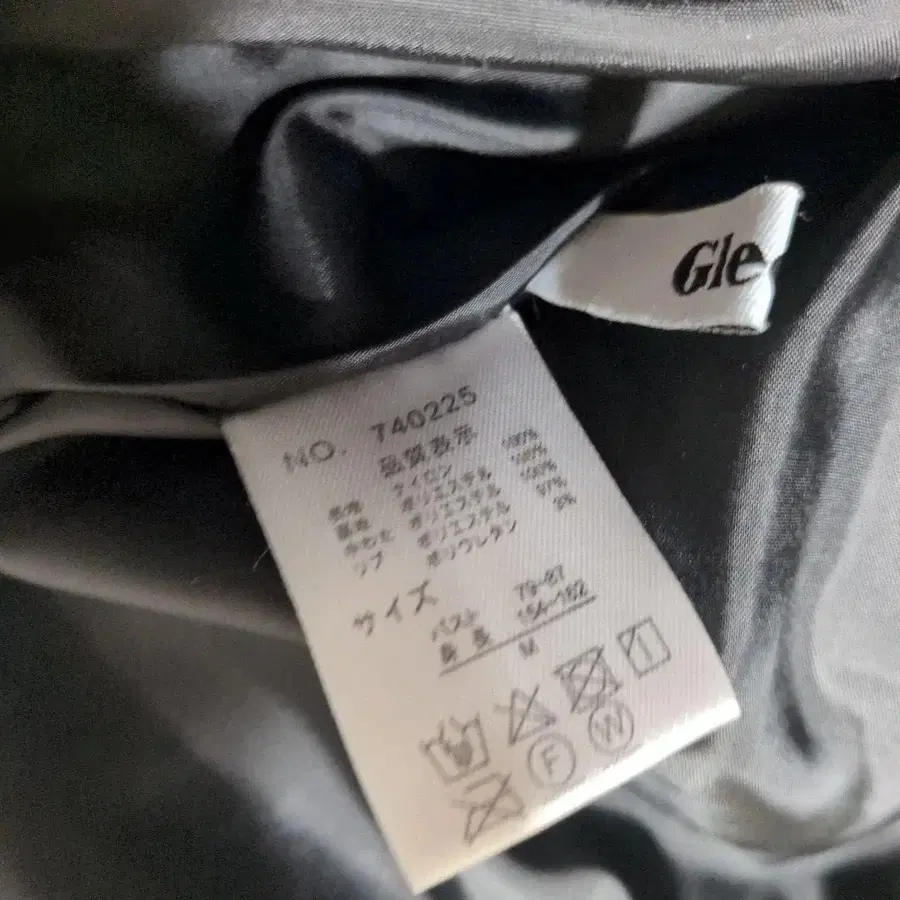 Gle
NO. 740225
品質表示
表地 ナイロン 100%
裏地 ポリエステル 100%
中わた ポリエステル 100%
リブ ポリエステル 97%
ポリウレタン 3%
サイズ
バスト 79-87
身長 154-162
M
F W